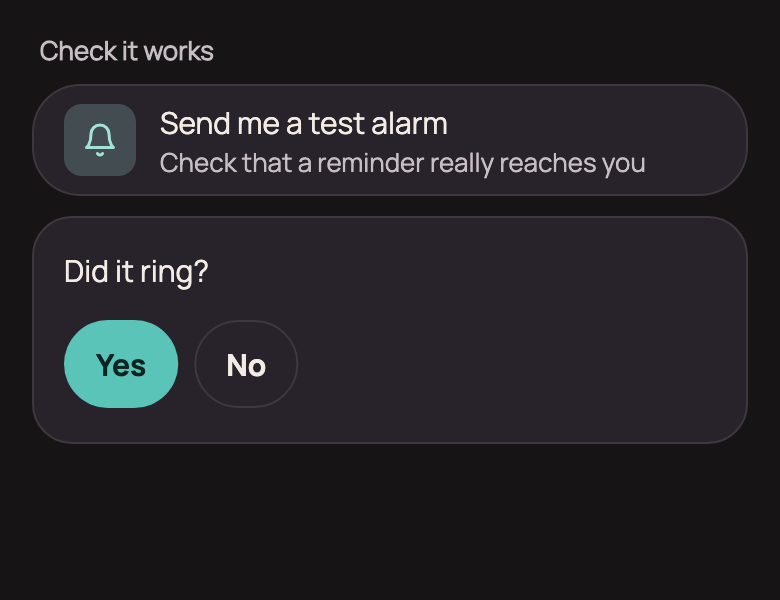 Check it works
Send me a test alarm
Check that a reminder really reaches you
Did it ring?
Yes
No